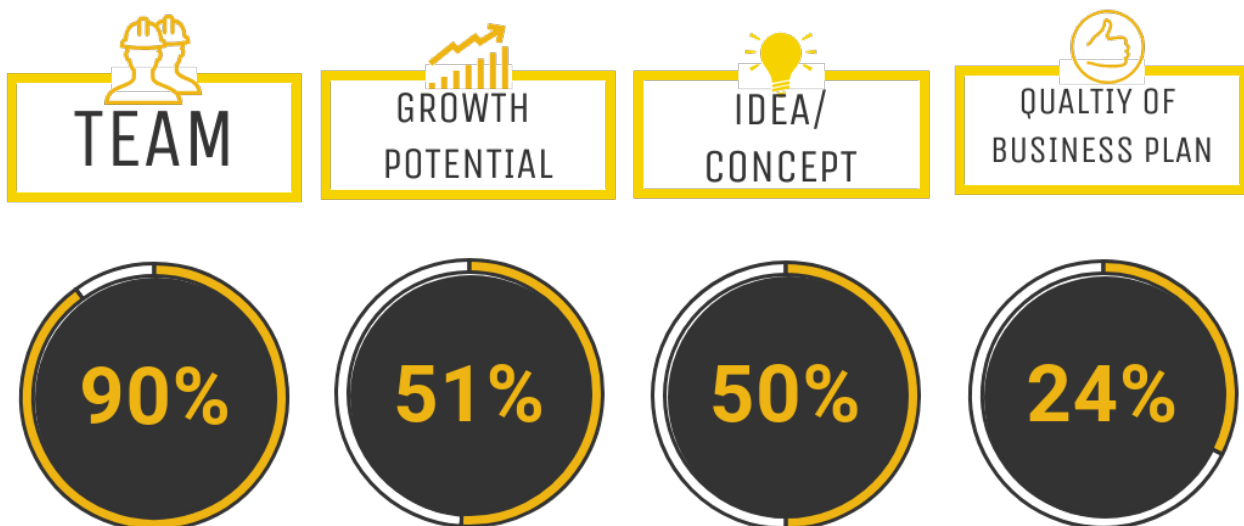 TEAM
GROWTH
POTENTIAL
IDEA/
CONCEPT
QUALTIY OF
BUSINESS PLAN
90%
51%
50%
24%